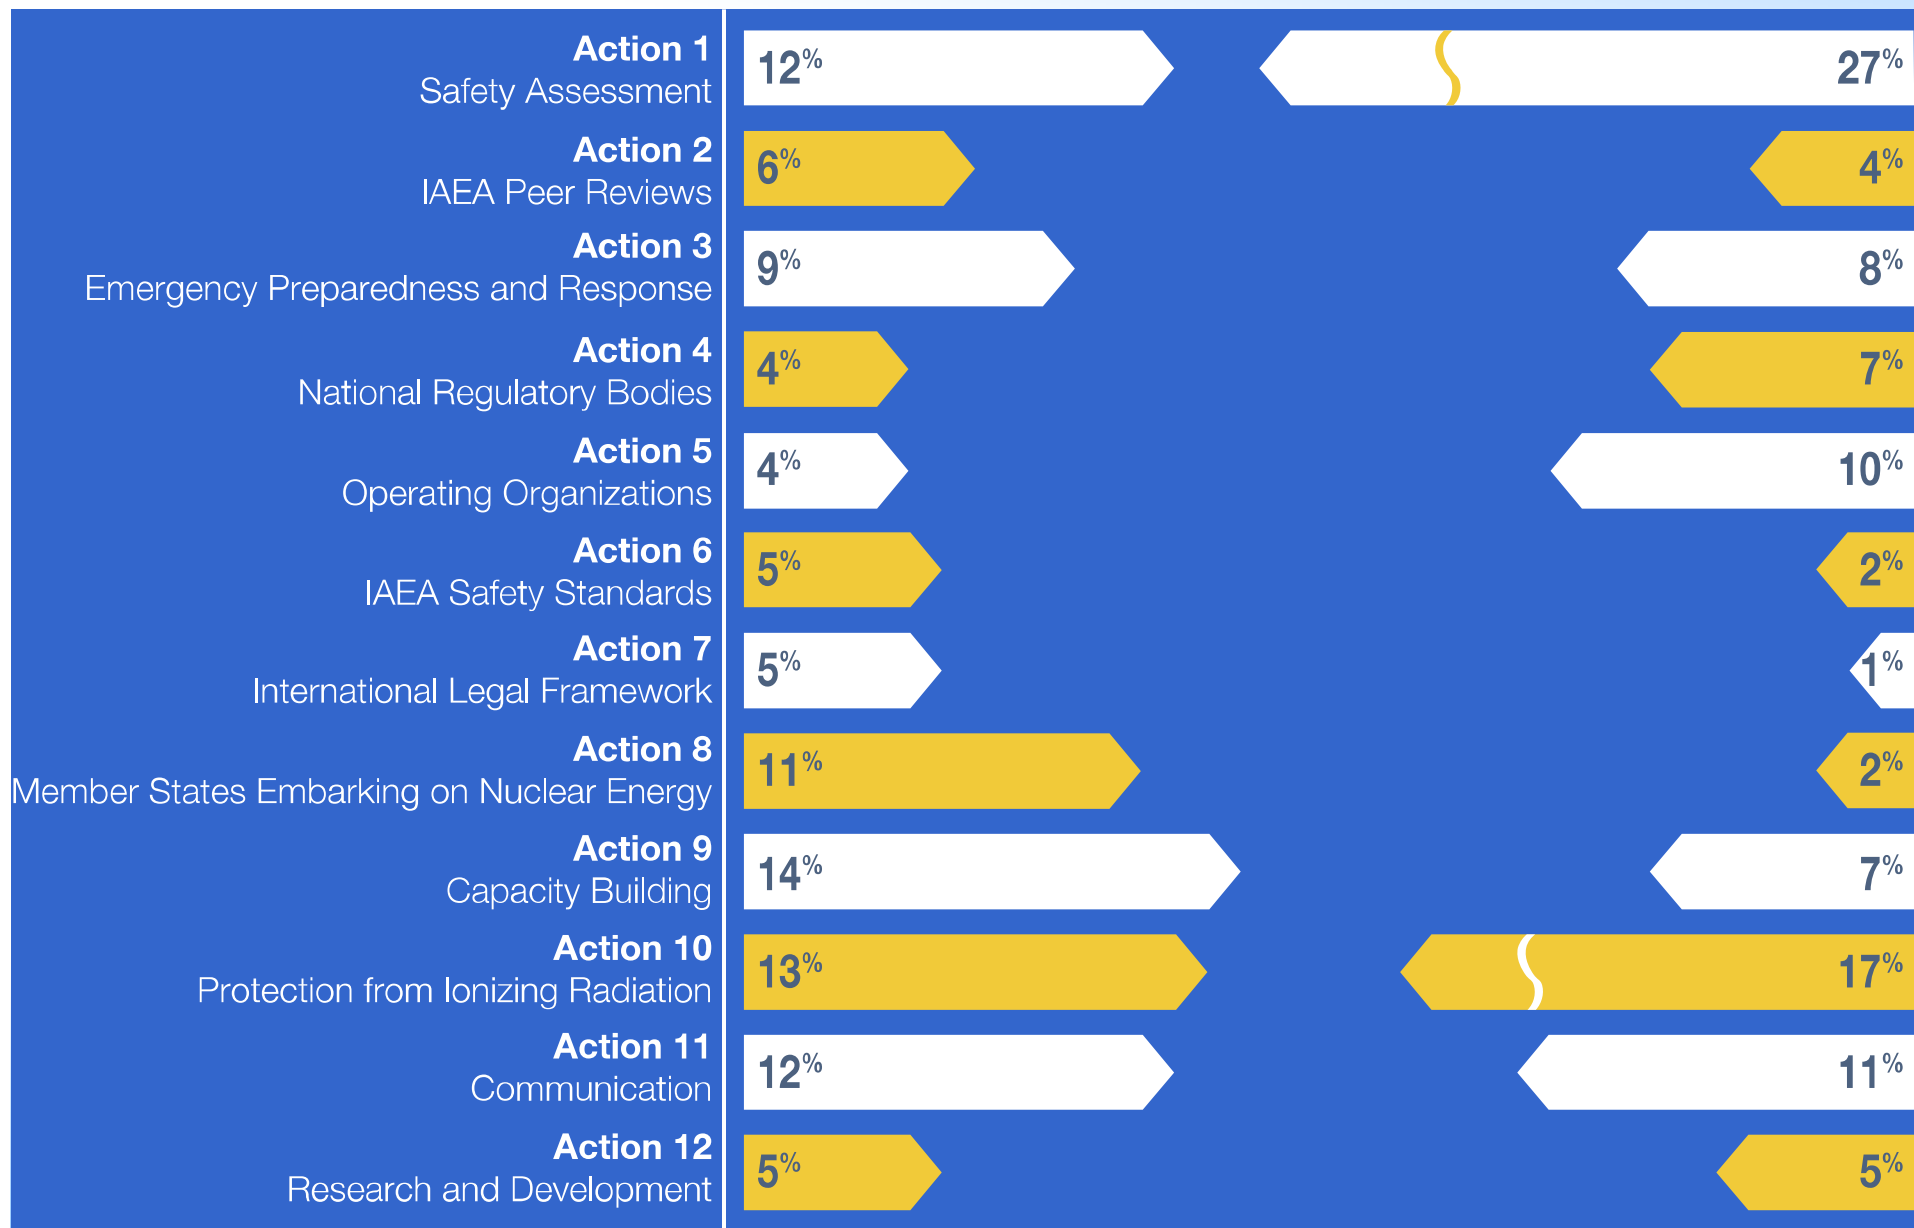 Action 1
Safety Assessment
12% 27%
Action 2
IAEA Peer Reviews
6% 4%
Action 3
Emergency Preparedness and Response
9% 8%
Action 4
National Regulatory Bodies
4% 7%
Action 5
Operating Organizations
4% 10%
Action 6
IAEA Safety Standards
5% 2%
Action 7
International Legal Framework
5% 1%
Action 8
Member States Embarking on Nuclear Energy
11% 2%
Action 9
Capacity Building
14% 7%
Action 10
Protection from Ionizing Radiation
13% 17%
Action 11
Communication
12% 11%
Action 12
Research and Development
5% 5%